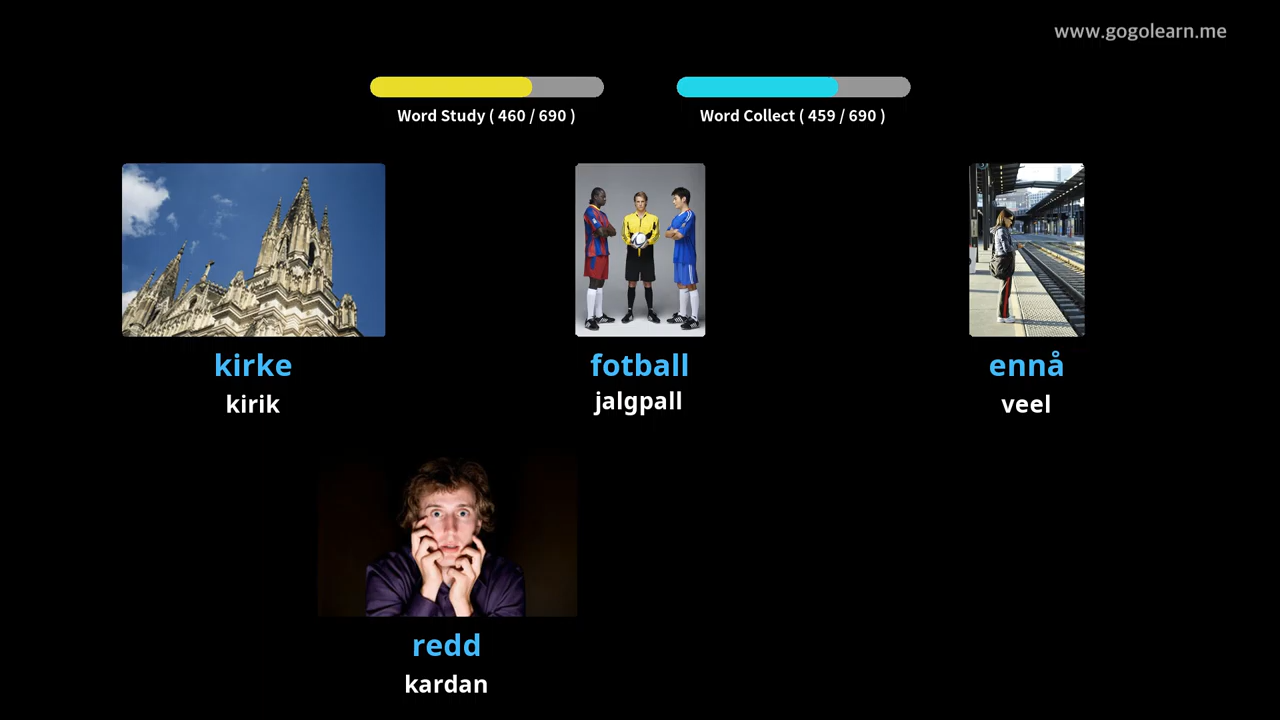 www.gogolearn.me
Word Study ( 460 / 690 )
Word Collect ( 459 / 690 )
kirke
kirik
fotball
jalgpall
ennå
veel
redd
kardan